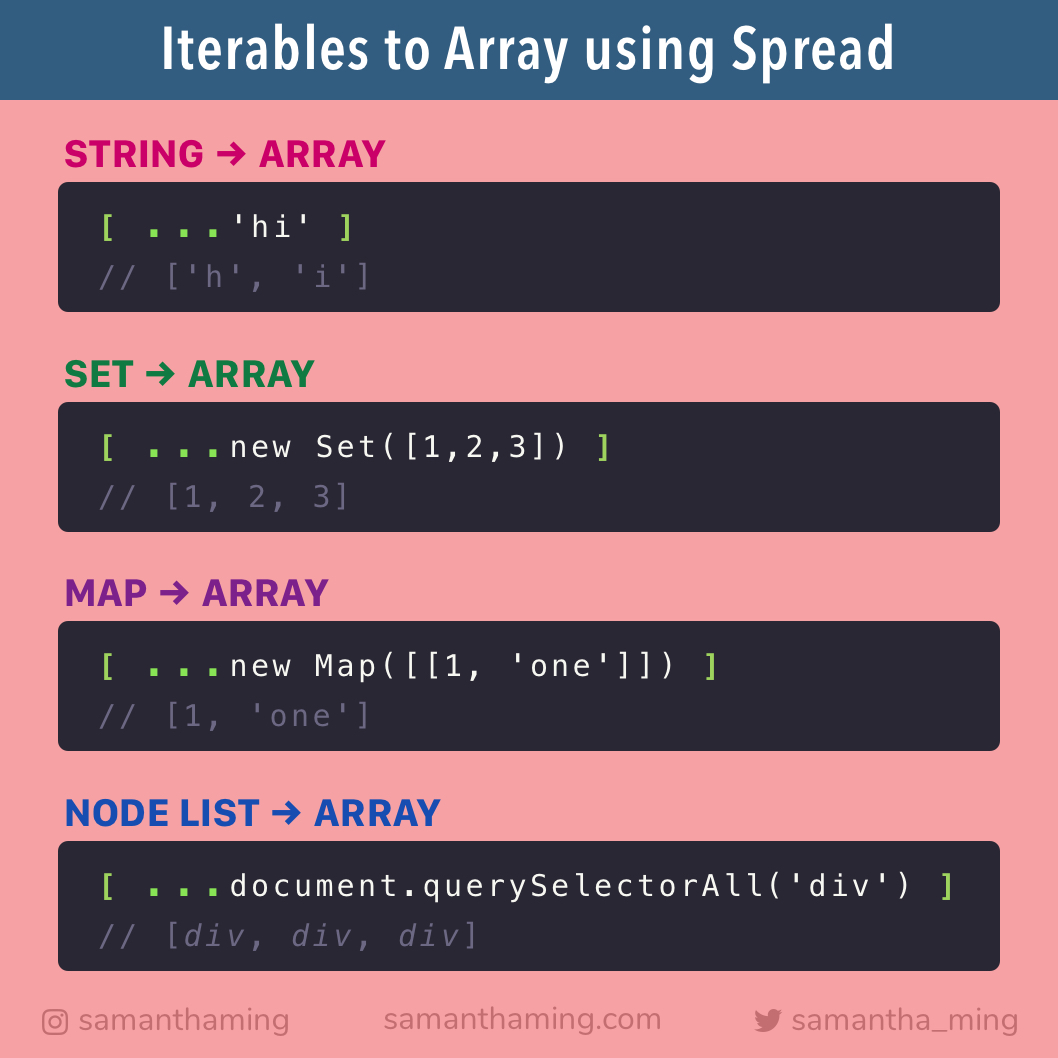 Iterables to Array using Spread
STRING → ARRAY
[ ...'hi' ]
// ['h', 'i']
SET → ARRAY
[ ...new Set([1,2,3]) ]
// [1, 2, 3]
MAP → ARRAY
[ ...new Map([[1, 'one']]) ]
// [1, 'one']
NODE LIST → ARRAY
[ ...document.querySelectorAll('div') ]
// [div, div, div]
samanthaming samanthaming.com samantha_ming